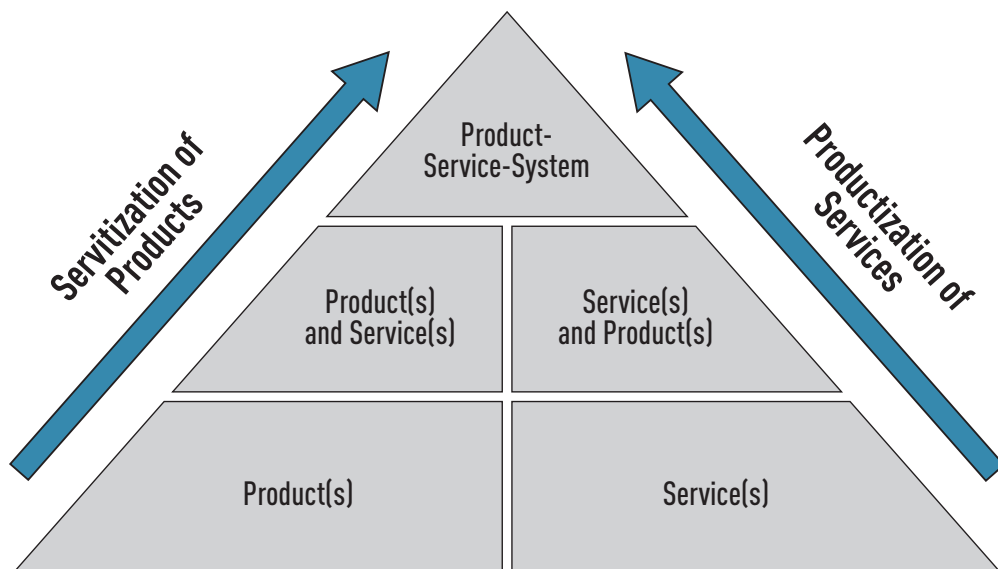 Product-
Service-System
Servitization of
Products
Productization of
Services
Product(s)
and Service(s)
Service(s)
and Product(s)
Product(s)
Service(s)